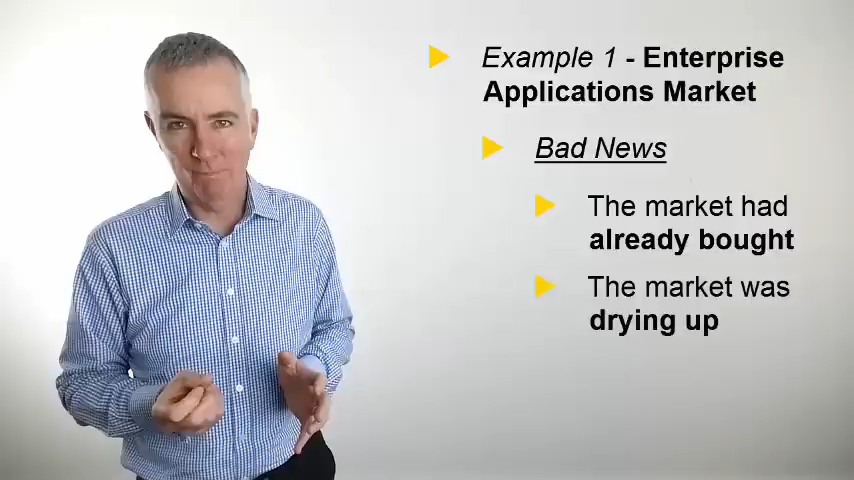 Example 1 - Enterprise
Applications Market
Bad News
The market had
already bought
The market was
drying up